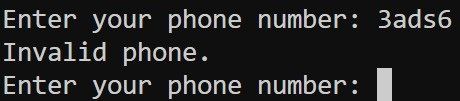 Enter your phone number: 3ads6
Invalid phone.
Enter your phone number: